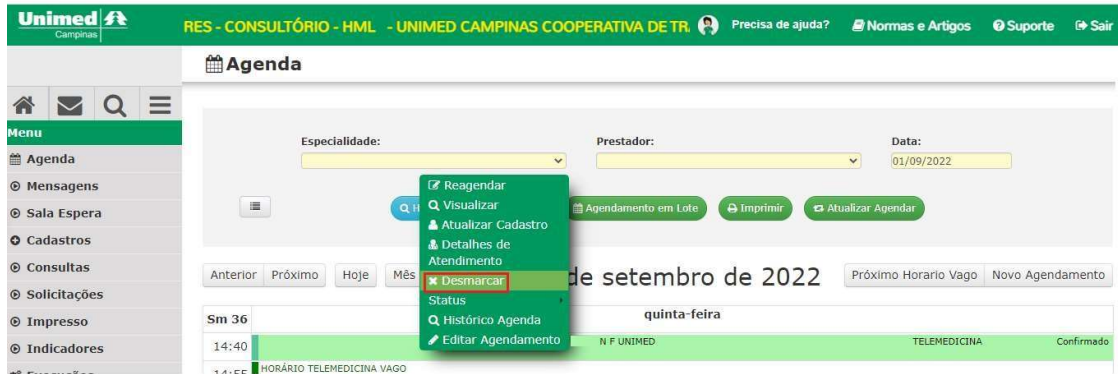 Unimed
Campinas
RES - CONSULTÓRIO - HML - UNIMED CAMPINAS COOPERATIVA DE TR
Precisa de ajuda?
Normas e Artigos
Suporte
Sair
Agenda
Menu
Agenda
Mensagens
Sala Espera
Cadastros
Consultas
Solicitações
Impresso
Indicadores
Especialidade:
Prestador:
Data:
01/09/2022
Agendamento em Lote
Imprimir
Atualizar Agendar
Reagendar
Visualizar
Atualizar Cadastro
Detalhes de
Atendimento
Desmarcar
Status
Histórico Agenda
Editar Agendamento
Anterior
Próximo
Hoje
Mês
de setembro de 2022
Próximo Horario Vago
Novo Agendamento
Sm 36
quinta-feira
14:40
N F UNIMED
TELEMEDICINA
Confirmado
14:55
HORÁRIO TELEMEDICINA VAGO